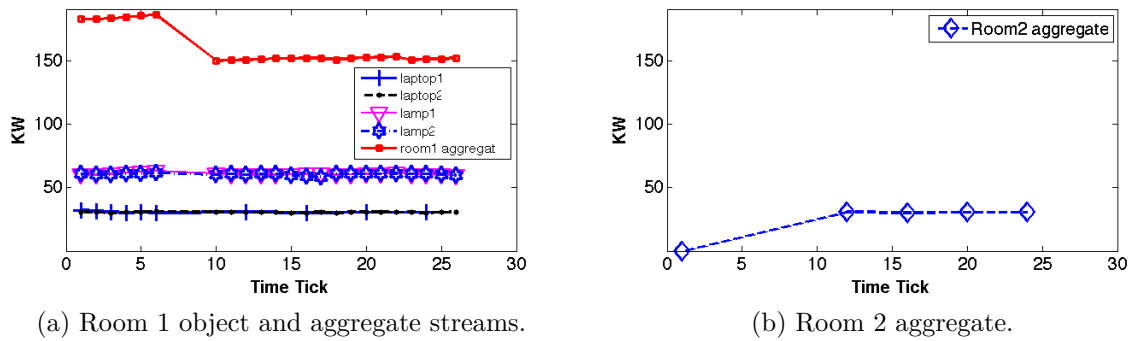 150
100
50
KW
0
5
10
15
20
25
30
Time Tick
laptop1
laptop2
lamp1
lamp2
room1 aggregat
(a) Room 1 object and aggregate streams.
150
100
50
KW
0
5
10
15
20
25
30
Time Tick
Room2 aggregate
(b) Room 2 aggregate.